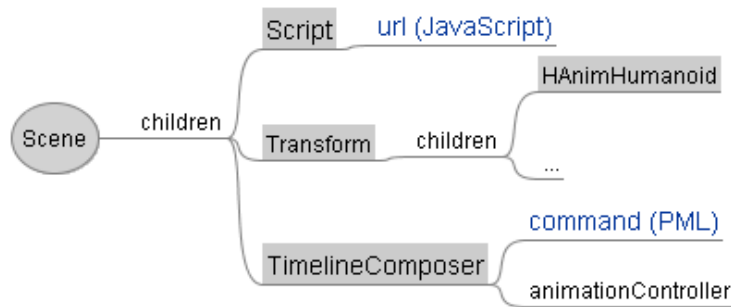 Script
url (JavaScript)
HAnimHumanoid
children
Scene
Transform
children
...
command (PML)
TimelineComposer
animationController